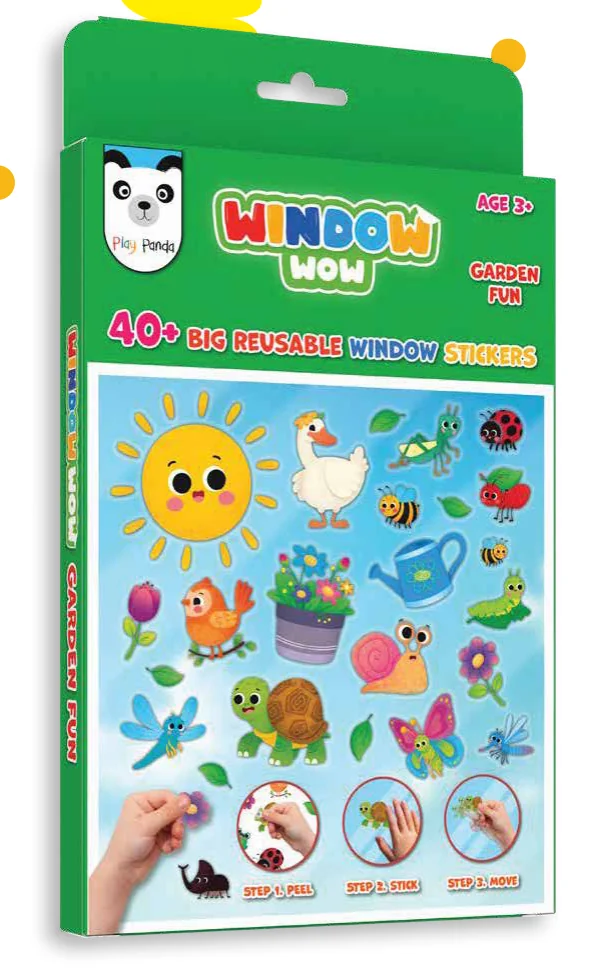 Play Panda
WINDOW
WOW
AGE 3+
GARDEN
FUN
40+ BIG REUSABLE WINDOW STICKERS
WINDOW WOW GARDEN FUN
STEP 1. PEEL
STEP 2. STICK
STEP 3. MOVE